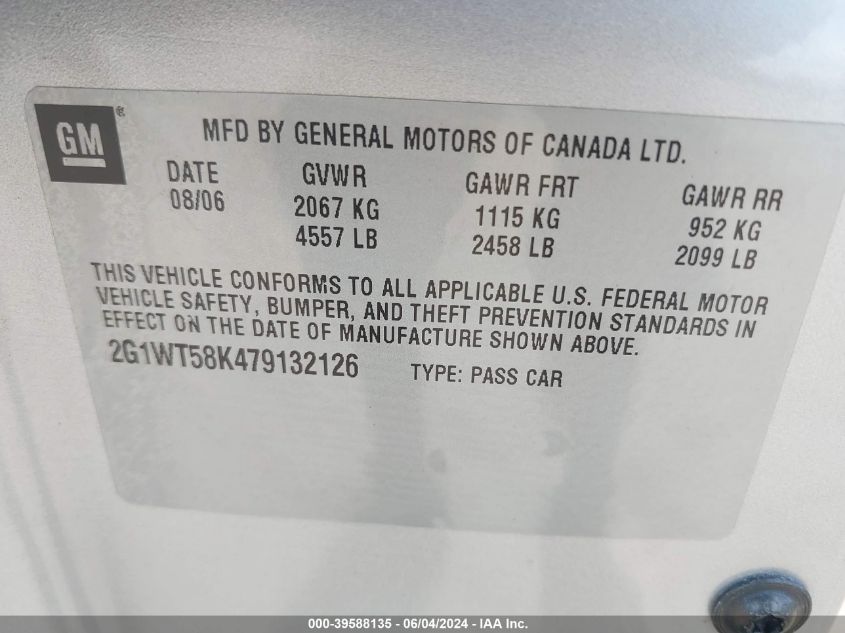 GM ®
MFD BY GENERAL MOTORS OF CANADA LTD.
DATE GVWR GAWR FRT GAWR RR
08/06 2067 KG 1115 KG 952 KG
4557 LB 2458 LB 2099 LB
THIS VEHICLE CONFORMS TO ALL APPLICABLE U.S. FEDERAL MOTOR
VEHICLE SAFETY, BUMPER, AND THEFT PREVENTION STANDARDS IN
EFFECT ON THE DATE OF MANUFACTURE SHOWN ABOVE.
2G1WT58K479132126 TYPE: PASS CAR
000-39588135 - 06/04/2024 - IAA Inc.